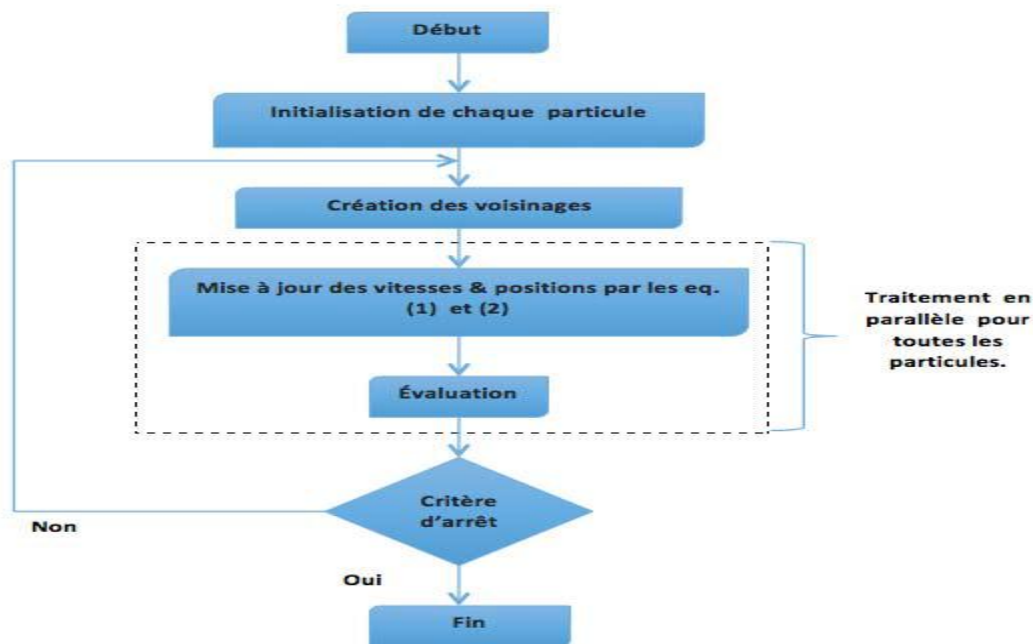 Début
Initialisation de chaque particule
Création des voisinages
Mise à jour des vitesses & positions par les eq.
(1) et (2)
Traitement en
parallèle pour
toutes les
particules.
Évaluation
Critère
d'arrêt
Non
Oui
Fin